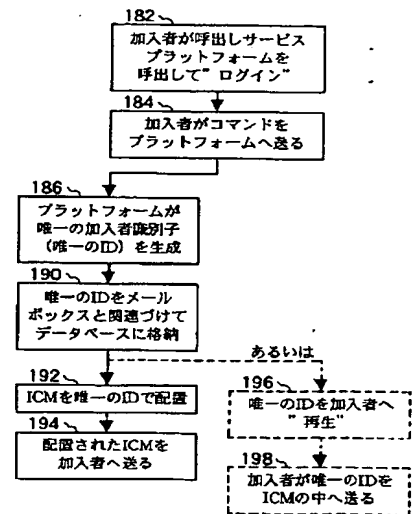 182
加入者が呼出しサービス
プラットフォームを
呼出して”ログイン”
184
加入者がコマンドを
プラットフォームへ送る
186
プラットフォームが
唯一の加入者識別子
(唯一のID)を生成
190
唯一のIDをメール
ボックスと関連づけて
データベースに格納
あるいは
192
ICMを唯一のIDで配置
194
配置されたICMを
加入者へ送る
196
唯一のIDを加入者へ
”再生”
198
加入者が唯一のIDを
ICMの中へ送る